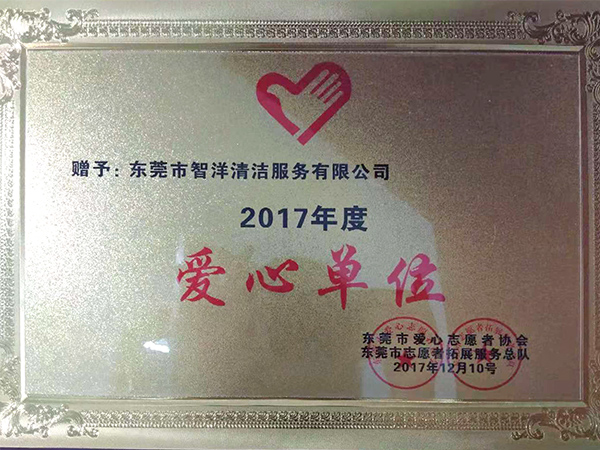 赠予：东莞市智洋清洁服务有限公司
2017年度
爱心单位
东莞市爱心志愿者协会
东莞市志愿者拓展服务总队
2017年12月10号